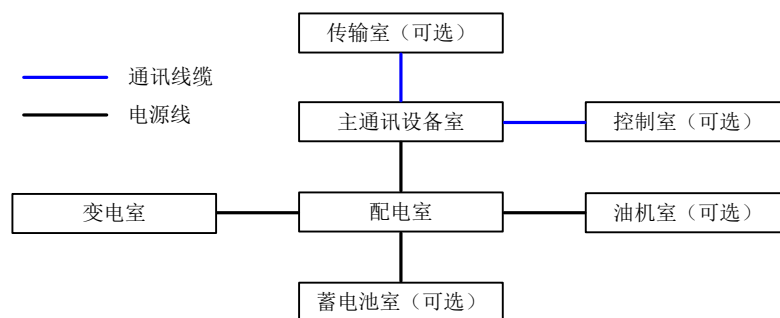 传输室（可选）
通讯线缆
电源线
主通讯设备室
控制室（可选）
变电室
配电室
油机室（可选）
蓄电池室（可选）